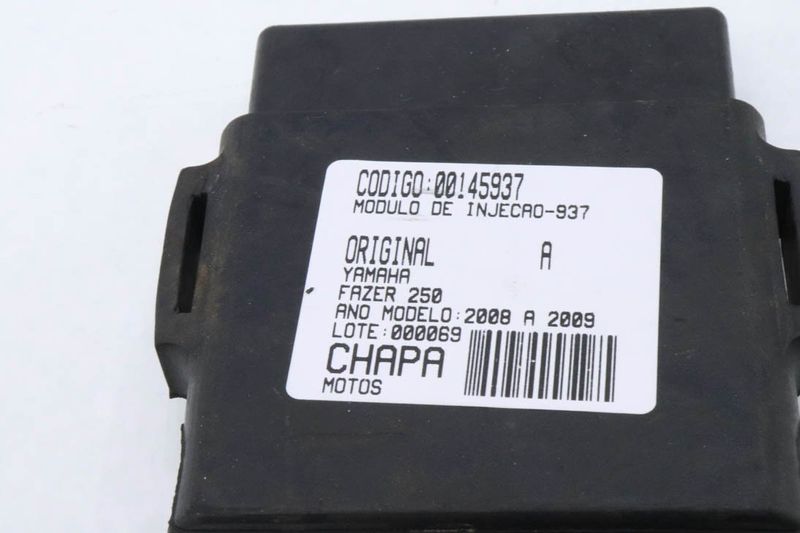 CODIGO:00145937
MODULO DE INJECAO-937
ORIGINAL A
YAMAHA
FAZER 250
ANO MODELO:2008 A 2009
LOTE:000069
CHAPA
MOTOS